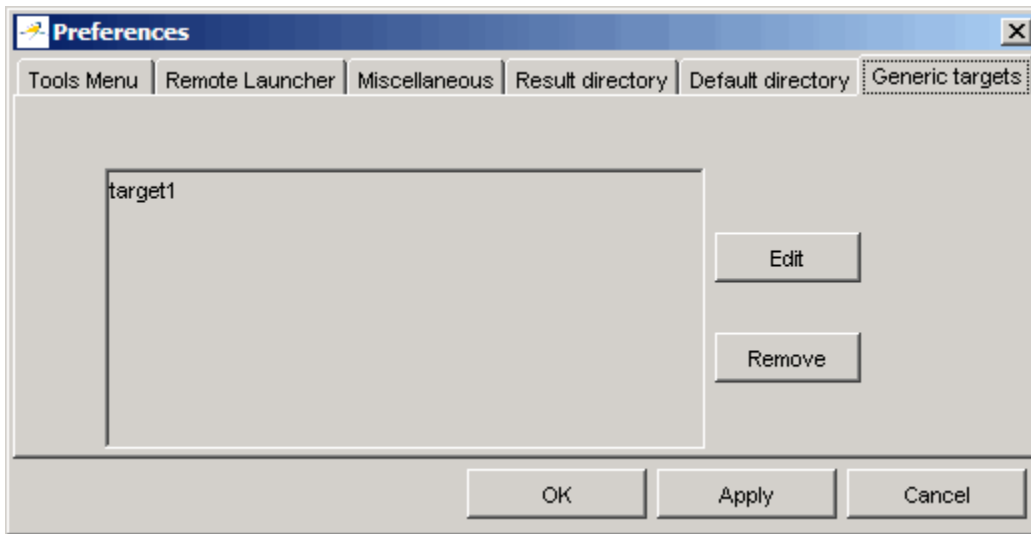 Preferences
Tools Menu Remote Launcher Miscellaneous Result directory Default directory Generic targets
target1
Edit
Remove
OK Apply Cancel